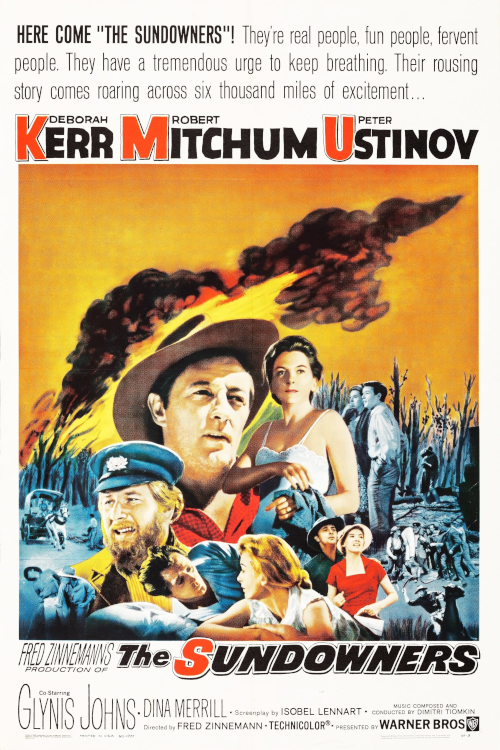 HERE COME "THE SUNDOWNERS"! They're real people, fun people, fervent
people. They have a tremendous urge to keep breathing. Their rousing
story comes roaring across six thousand miles of excitement...
DEBORAH ROBERT PETER
KERR MITCHUM USTINOV
FRED ZINNEMANN'S
PRODUCTION OF
THE SUNDOWNERS
Co-Starring
GLYNIS JOHNS · DINA MERRILL · Screenplay by ISOBEL LENNART ·
MUSIC COMPOSED AND
CONDUCTED BY DIMITRI TIOMKIN
Directed by FRED ZINNEMANN · TECHNICOLOR® · PRESENTED BY WARNER BROS